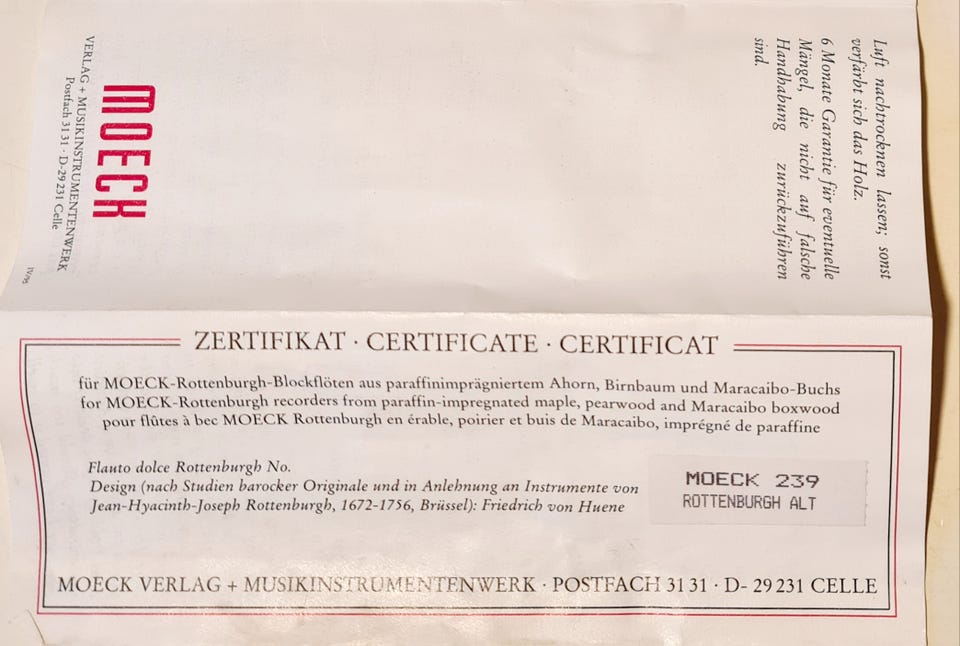 Luft nachtrocknen lassen; sonst
verfärbt sich das Holz.
6 Monate Garantie für eventuelle
Mängel, die nicht auf falsche
Handhabung zurückzuführen
sind.
MOECK
VERLAG + MUSIKINSTRUMENTENWERK
Postfach 3131 · D-29231 Celle
IV/95
ZERTIFIKAT · CERTIFICATE · CERTIFICAT
für MOECK-Rottenburgh-Blockflöten aus paraffinimprägniertem Ahorn, Birnbaum und Maracaibo-Buchs
for MOECK-Rottenburgh recorders from paraffin-impregnated maple, pearwood and Maracaibo boxwood
pour flûtes à bec MOECK Rottenburgh en érable, poirier et buis de Maracaibo, imprégné de paraffine
Flauto dolce Rottenburgh No.
Design (nach Studien barocker Originale und in Anlehnung an Instrumente von
Jean-Hyacinth-Joseph Rottenburgh, 1672-1756, Brüssel): Friedrich von Huene
MOECK 239
ROTTENBURGH ALT
MOECK VERLAG + MUSIKINSTRUMENTENWERK · POSTFACH 3131 · D-29231 CELLE